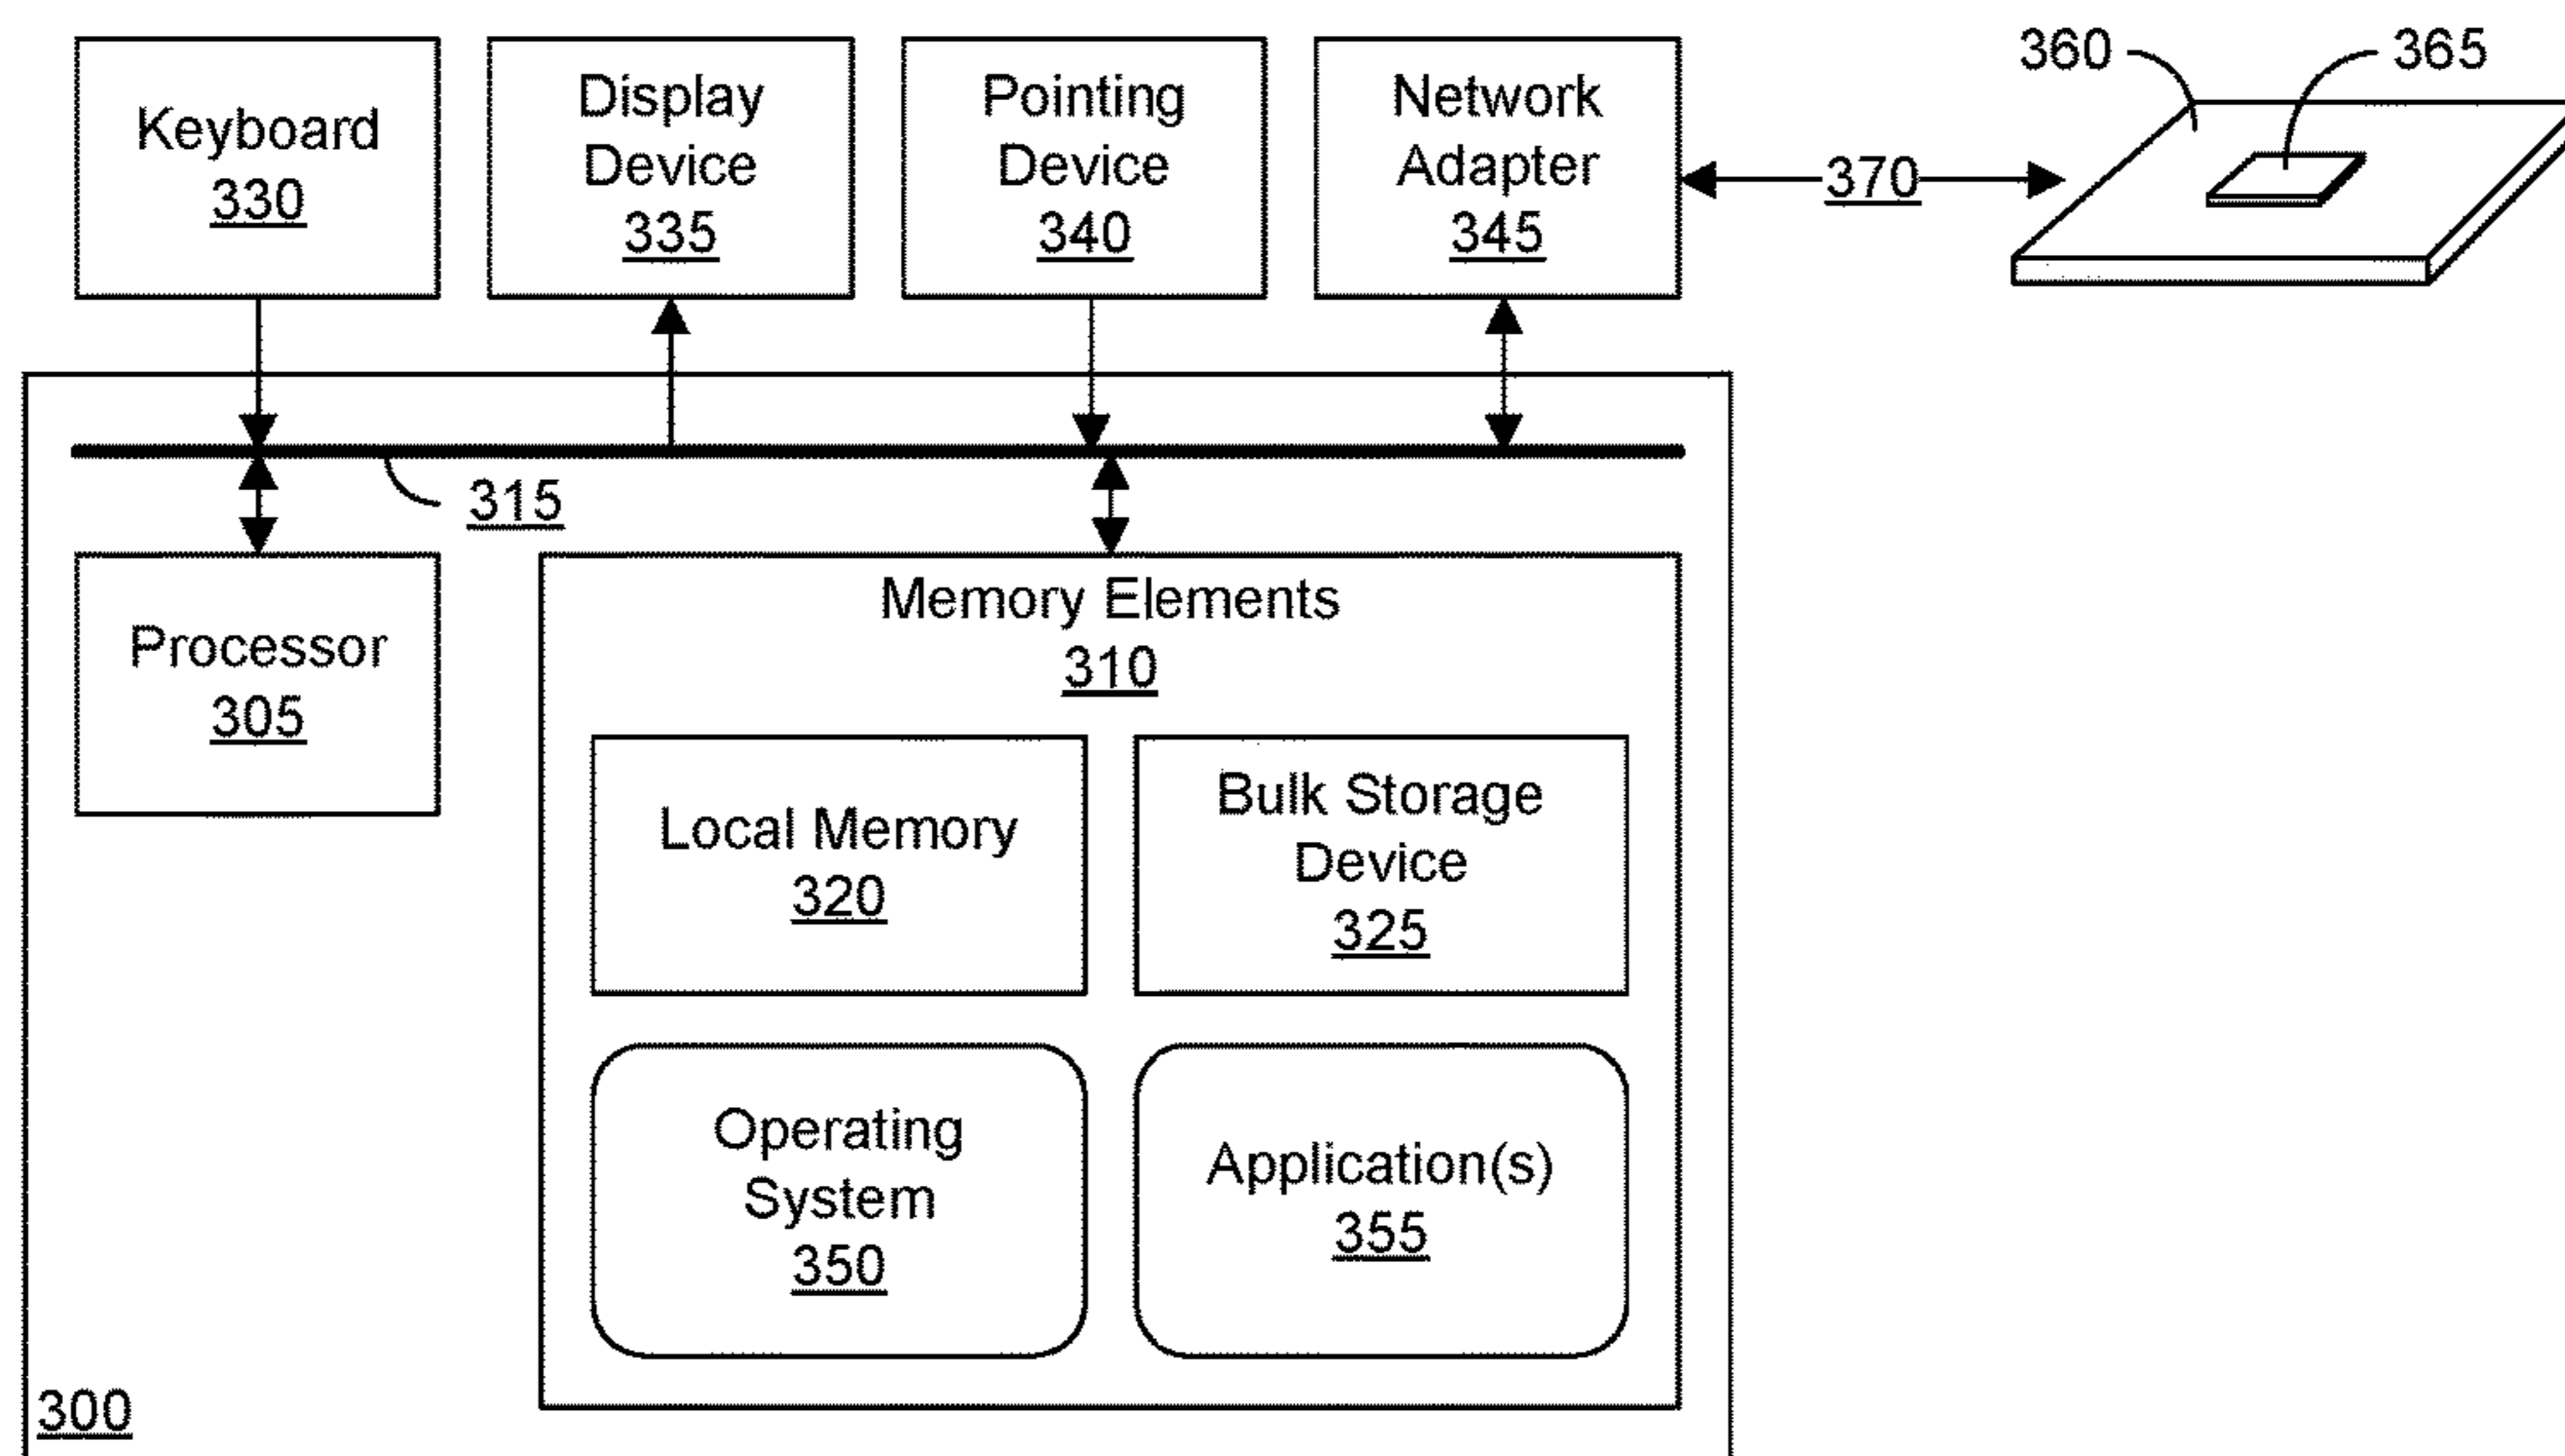 Keyboard
330
Display
Device
335
Pointing
Device
340
Network
Adapter
345
370
360
365
315
Processor
305
Memory Elements
310
Local Memory
320
Bulk Storage
Device
325
Operating
System
350
Application(s)
355
300